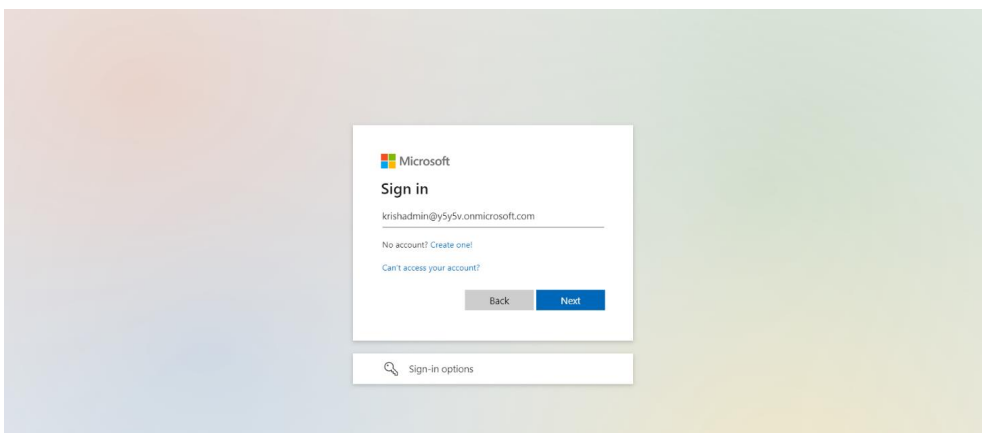 Microsoft
Sign in
krishadmin@y5y5v.onmicrosoft.com
No account? Create one!
Can't access your account?
Back Next
Sign-in options